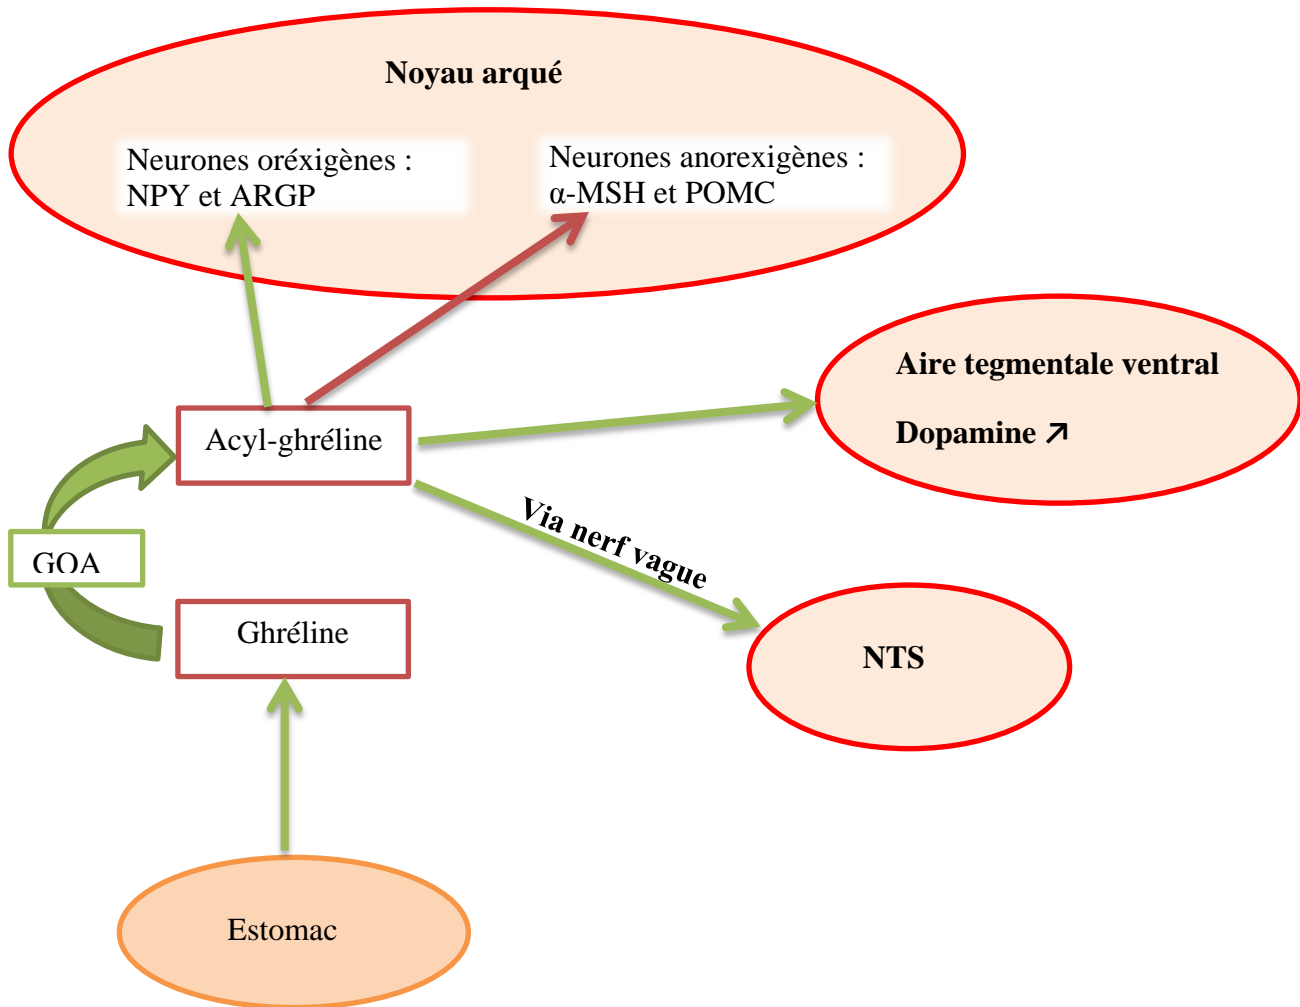 Noyau arqué
Neurones oréxigènes :
NPY et ARGP
Neurones anorexigènes :
α-MSH et POMC
Aire tegmentale ventral
Dopamine ↗
Acyl-ghréline
Via nerf vague
GOA
Ghréline
NTS
Estomac